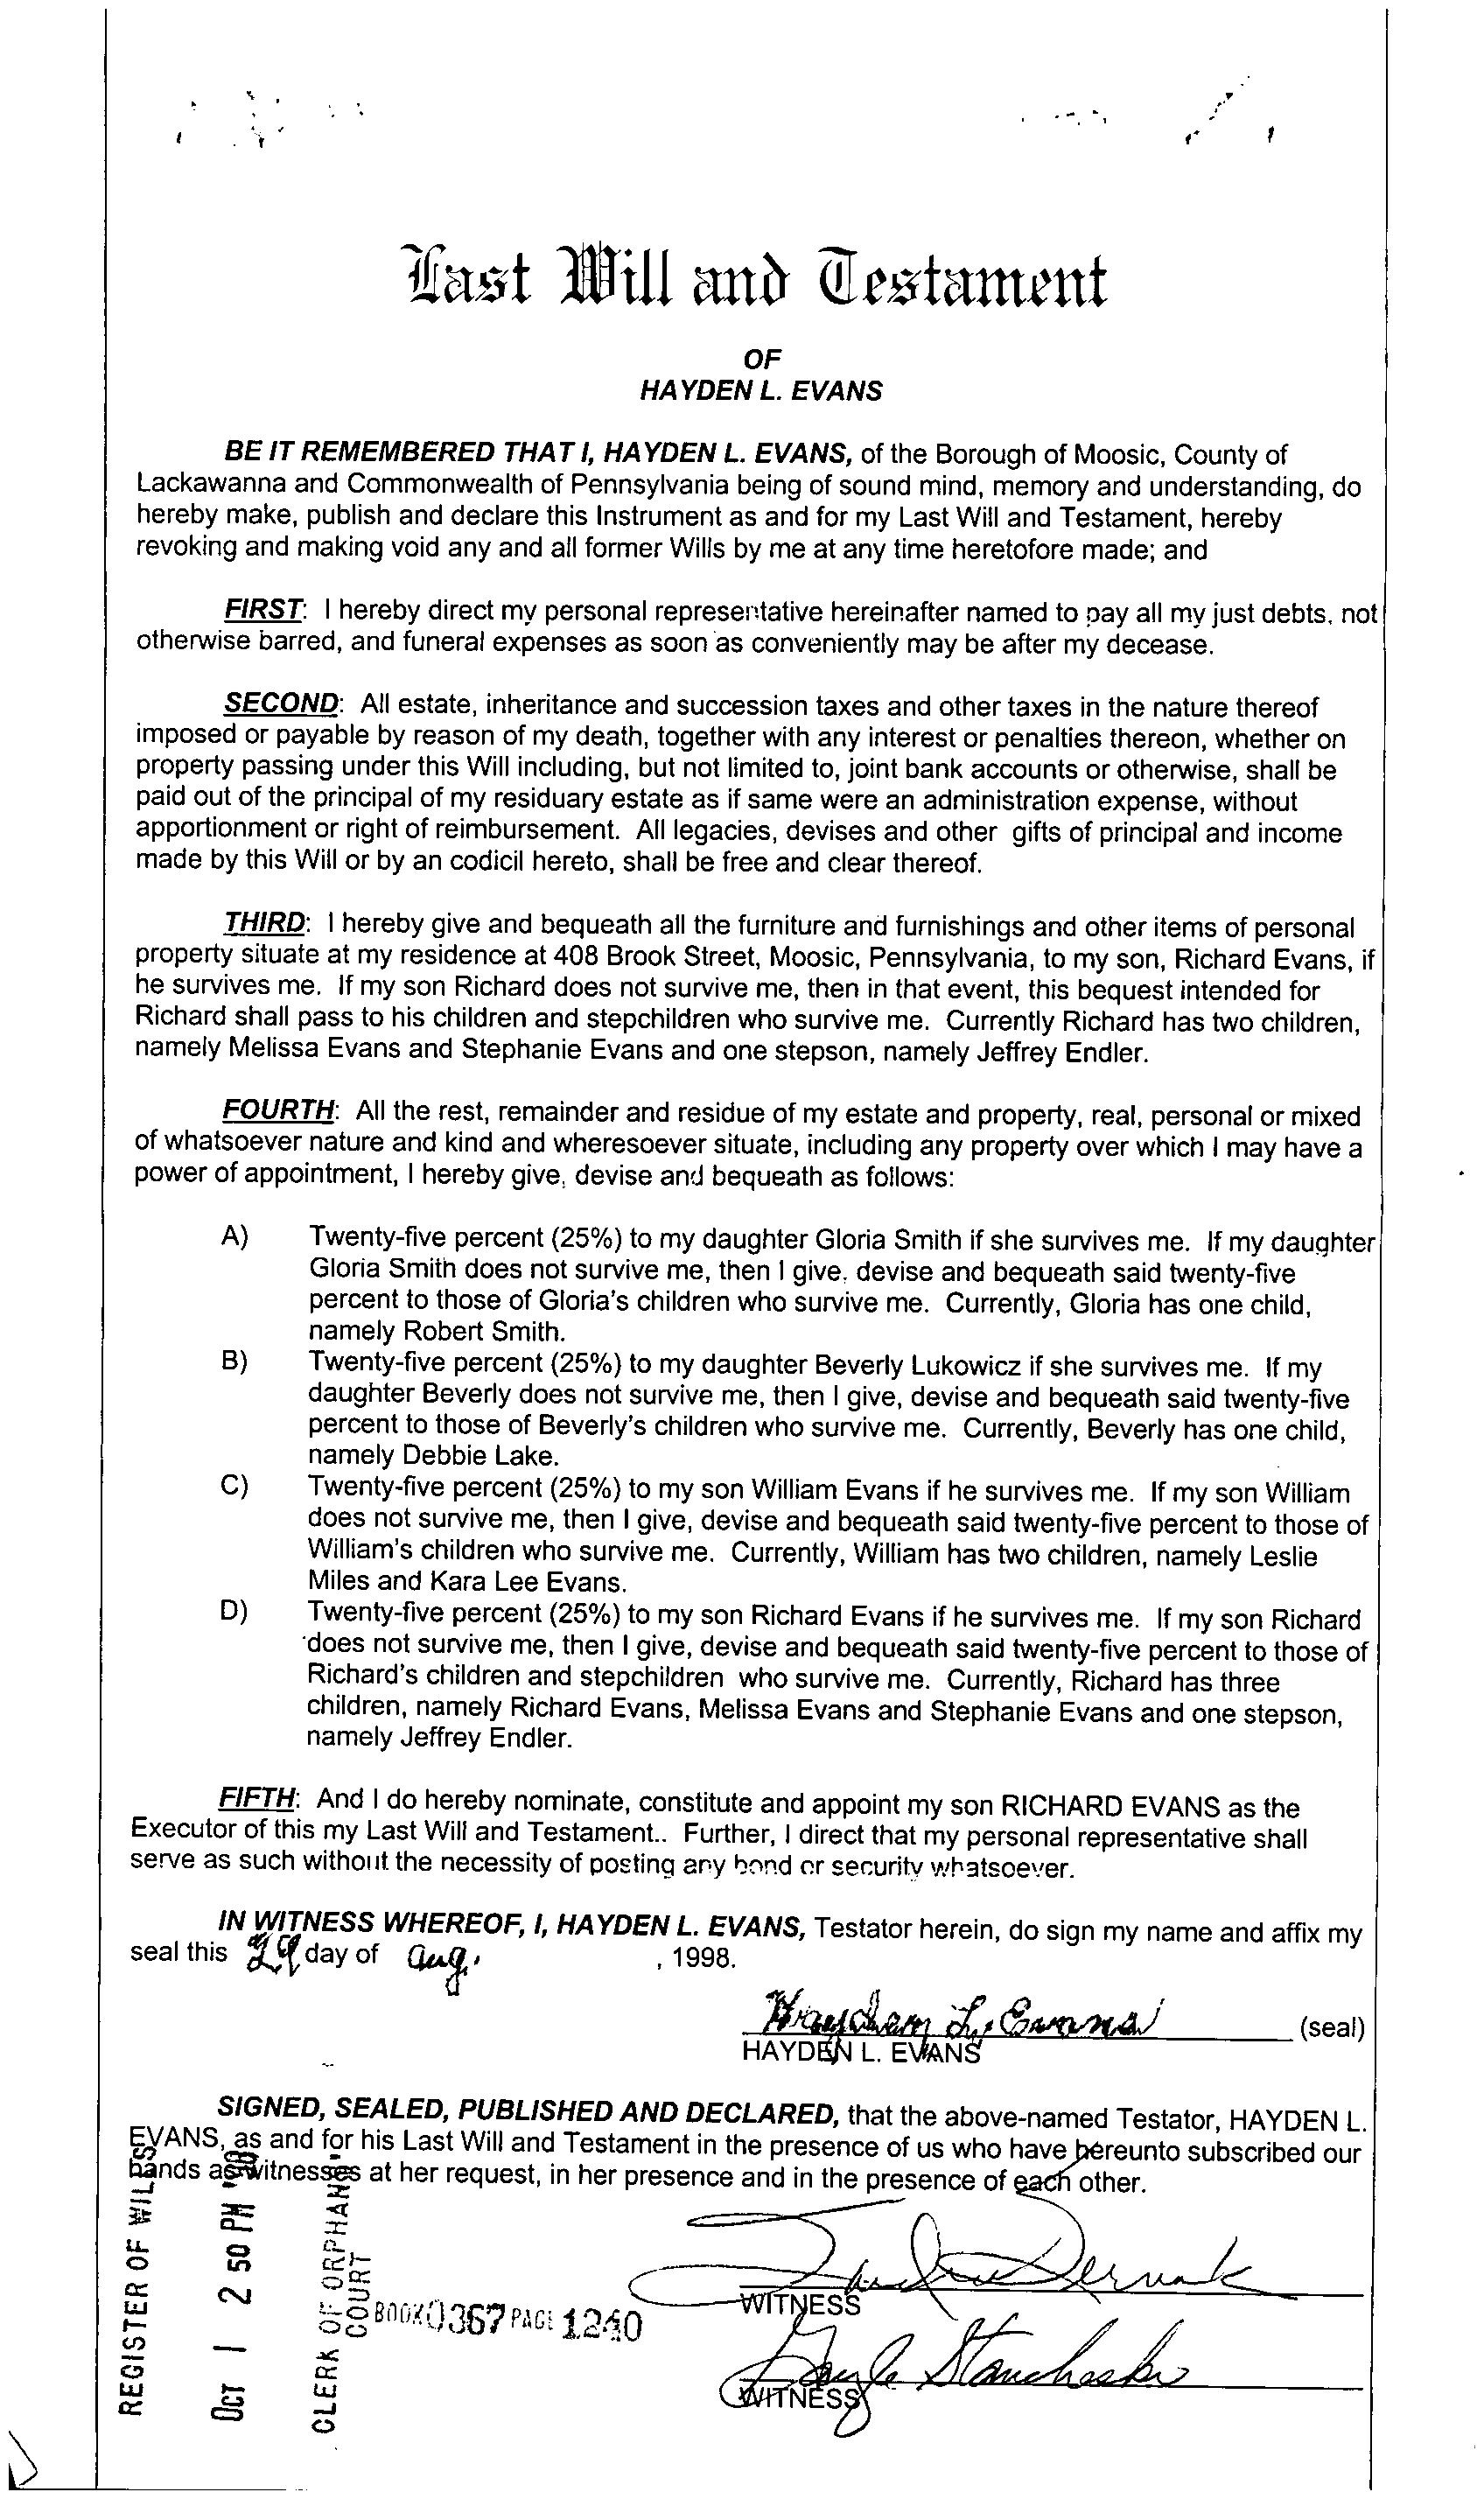 Last Will and Testament
OF
HAYDEN L. EVANS
BE IT REMEMBERED THAT I, HAYDEN L. EVANS, of the Borough of Moosic, County of
Lackawanna and Commonwealth of Pennsylvania being of sound mind, memory and understanding, do
hereby make, publish and declare this Instrument as and for my Last Will and Testament, hereby
revoking and making void any and all former Wills by me at any time heretofore made; and
FIRST: I hereby direct my personal representative hereinafter named to pay all my just debts, not
otherwise barred, and funeral expenses as soon as conveniently may be after my decease.
SECOND: All estate, inheritance and succession taxes and other taxes in the nature thereof
imposed or payable by reason of my death, together with any interest or penalties thereon, whether on
property passing under this Will including, but not limited to, joint bank accounts or otherwise, shall be
paid out of the principal of my residuary estate as if same were an administration expense, without
apportionment or right of reimbursement. All legacies, devises and other gifts of principal and income
made by this Will or by an codicil hereto, shall be free and clear thereof.
THIRD: I hereby give and bequeath all the furniture and furnishings and other items of personal
property situate at my residence at 408 Brook Street, Moosic, Pennsylvania, to my son, Richard Evans, if
he survives me. If my son Richard does not survive me, then in that event, this bequest intended for
Richard shall pass to his children and stepchildren who survive me. Currently Richard has two children,
namely Melissa Evans and Stephanie Evans and one stepson, namely Jeffrey Endler.
FOURTH: All the rest, remainder and residue of my estate and property, real, personal or mixed
of whatsoever nature and kind and wheresoever situate, including any property over which I may have a
power of appointment, I hereby give, devise and bequeath as follows:
A) Twenty-five percent (25%) to my daughter Gloria Smith if she survives me. If my daughter
Gloria Smith does not survive me, then I give, devise and bequeath said twenty-five
percent to those of Gloria's children who survive me. Currently, Gloria has one child,
namely Robert Smith.
B) Twenty-five percent (25%) to my daughter Beverly Lukowicz if she survives me. If my
daughter Beverly does not survive me, then I give, devise and bequeath said twenty-five
percent to those of Beverly's children who survive me. Currently, Beverly has one child,
namely Debbie Lake.
C) Twenty-five percent (25%) to my son William Evans if he survives me. If my son William
does not survive me, then I give, devise and bequeath said twenty-five percent to those of
William's children who survive me. Currently, William has two children, namely Leslie
Miles and Kara Lee Evans.
D) Twenty-five percent (25%) to my son Richard Evans if he survives me. If my son Richard
does not survive me, then I give, devise and bequeath said twenty-five percent to those of
Richard's children and stepchildren who survive me. Currently, Richard has three
children, namely Richard Evans, Melissa Evans and Stephanie Evans and one stepson,
namely Jeffrey Endler.
FIFTH: And I do hereby nominate, constitute and appoint my son RICHARD EVANS as the
Executor of this my Last Will and Testament.. Further, I direct that my personal representative shall
serve as such without the necessity of posting any bond or security whatsoever.
IN WITNESS WHEREOF, I, HAYDEN L. EVANS, Testator herein, do sign my name and affix my
seal this 29 day of Aug. , 1998.
Hayden L. Evans (seal)
HAYDEN L. EVANS
SIGNED, SEALED, PUBLISHED AND DECLARED, that the above-named Testator, HAYDEN L.
EVANS, as and for his Last Will and Testament in the presence of us who have hereunto subscribed our
hands as witnesses at her request, in her presence and in the presence of each other.
WITNESS
Gayle
WITNESS
BOOK 0367 PAGE 1240
REGISTER OF WILLS
OCT 1 2 50 PM
CLERK OF ORPHANS'
COURT